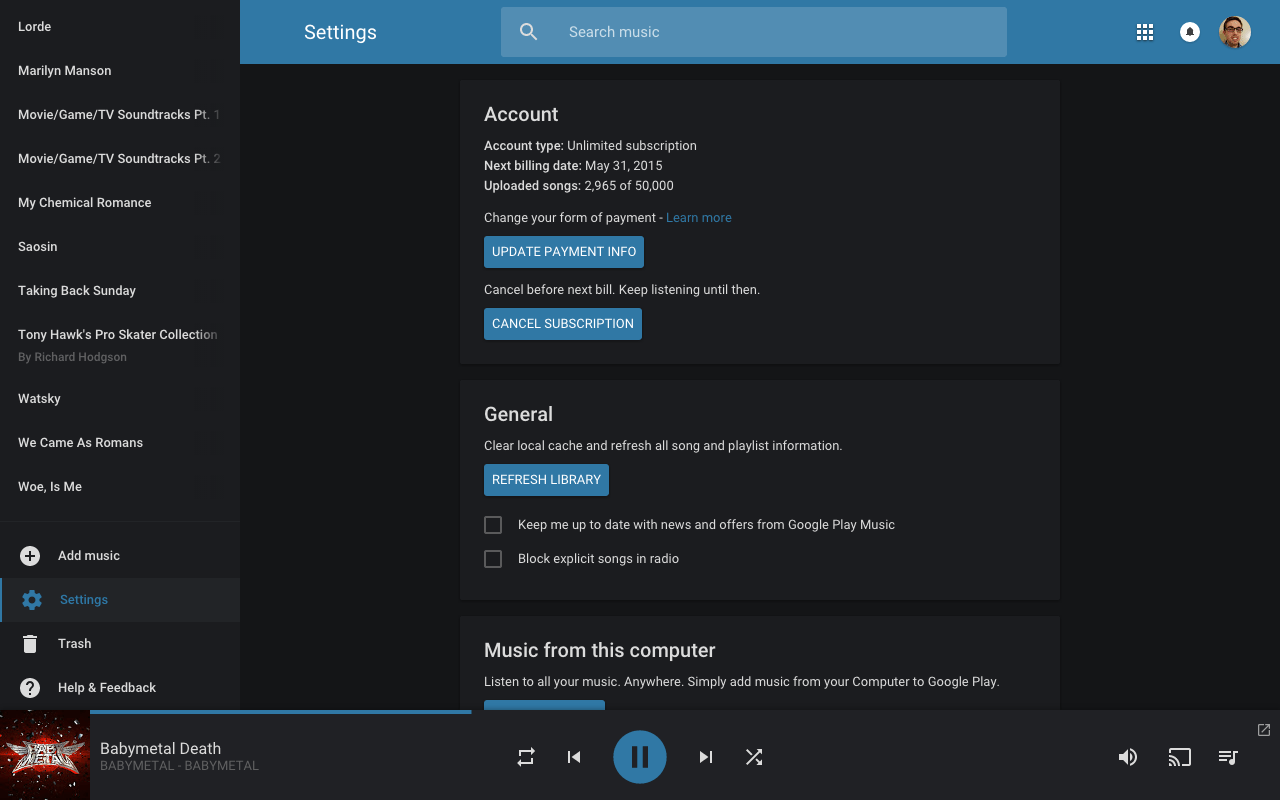 Lorde
Marilyn Manson
Movie/Game/TV Soundtracks Pt. 1
Movie/Game/TV Soundtracks Pt. 2
My Chemical Romance
Saosin
Taking Back Sunday
Tony Hawk's Pro Skater Collection
By Richard Hodgson
Watsky
We Came As Romans
Woe, Is Me
Add music
Settings
Trash
Help & Feedback
Settings
Search music
Account
Account type: Unlimited subscription
Next billing date: May 31, 2015
Uploaded songs: 2,965 of 50,000
Change your form of payment - Learn more
UPDATE PAYMENT INFO
Cancel before next bill. Keep listening until then.
CANCEL SUBSCRIPTION
General
Clear local cache and refresh all song and playlist information.
REFRESH LIBRARY
Keep me up to date with news and offers from Google Play Music
Block explicit songs in radio
Music from this computer
Listen to all your music. Anywhere. Simply add music from your Computer to Google Play.
BABYMETAL
Babymetal Death
BABYMETAL - BABYMETAL